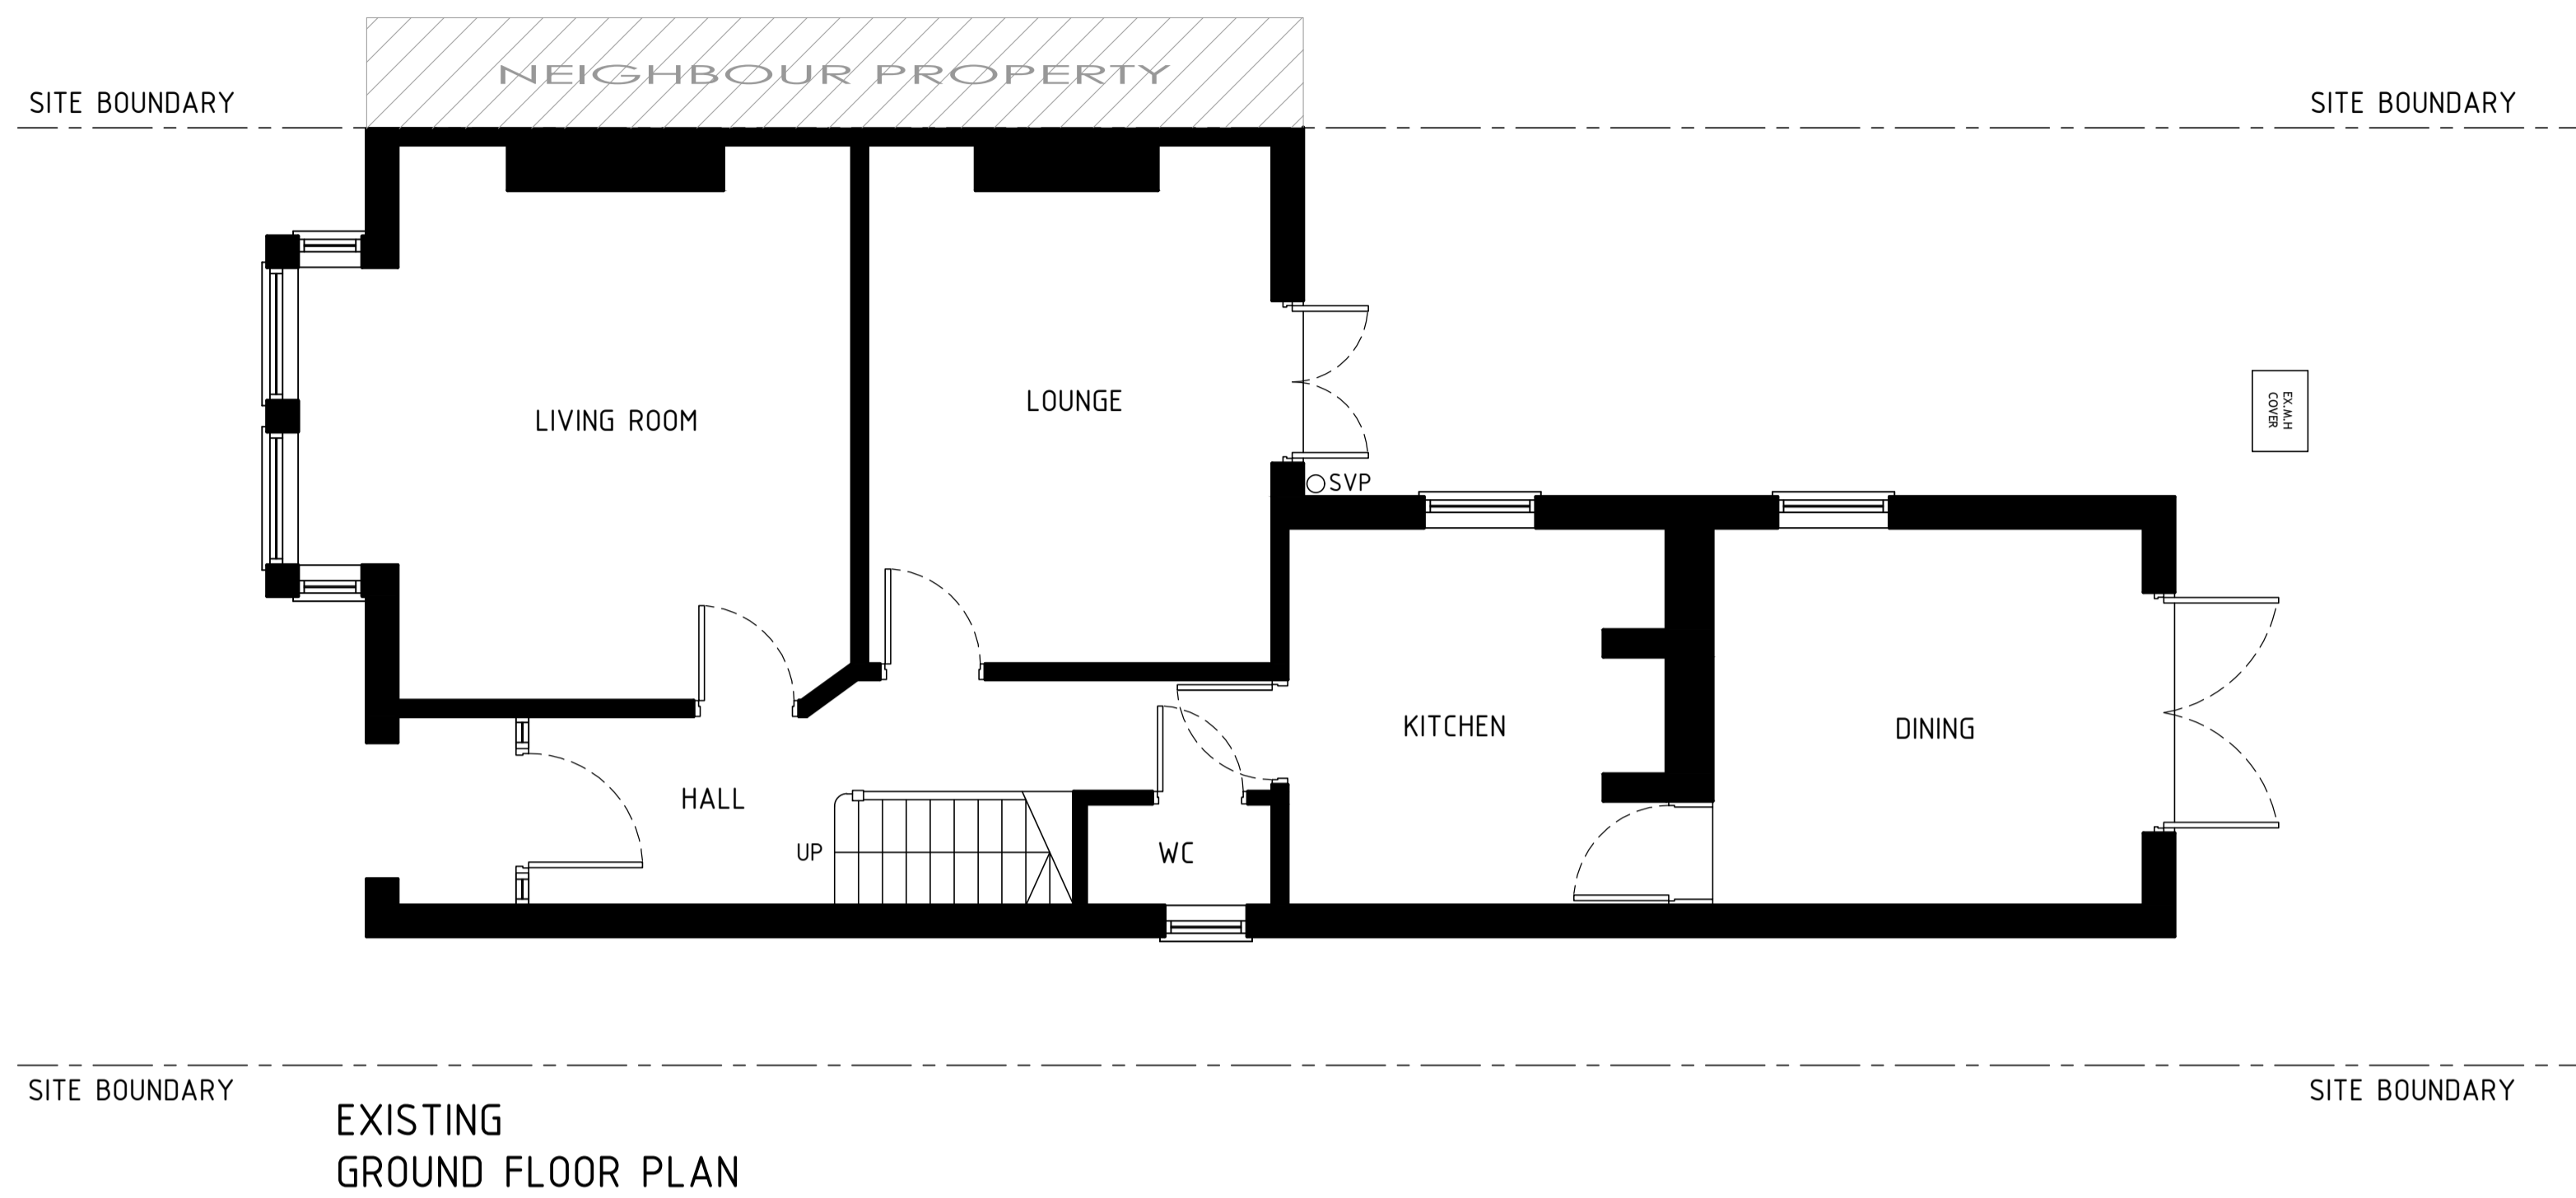 NEIGHBOUR PROPERTY
SITE BOUNDARY
SITE BOUNDARY
LIVING ROOM
LOUNGE
EX.M.H
COVER
SVP
KITCHEN
DINING
HALL
UP
WC
SITE BOUNDARY
SITE BOUNDARY
EXISTING
GROUND FLOOR PLAN